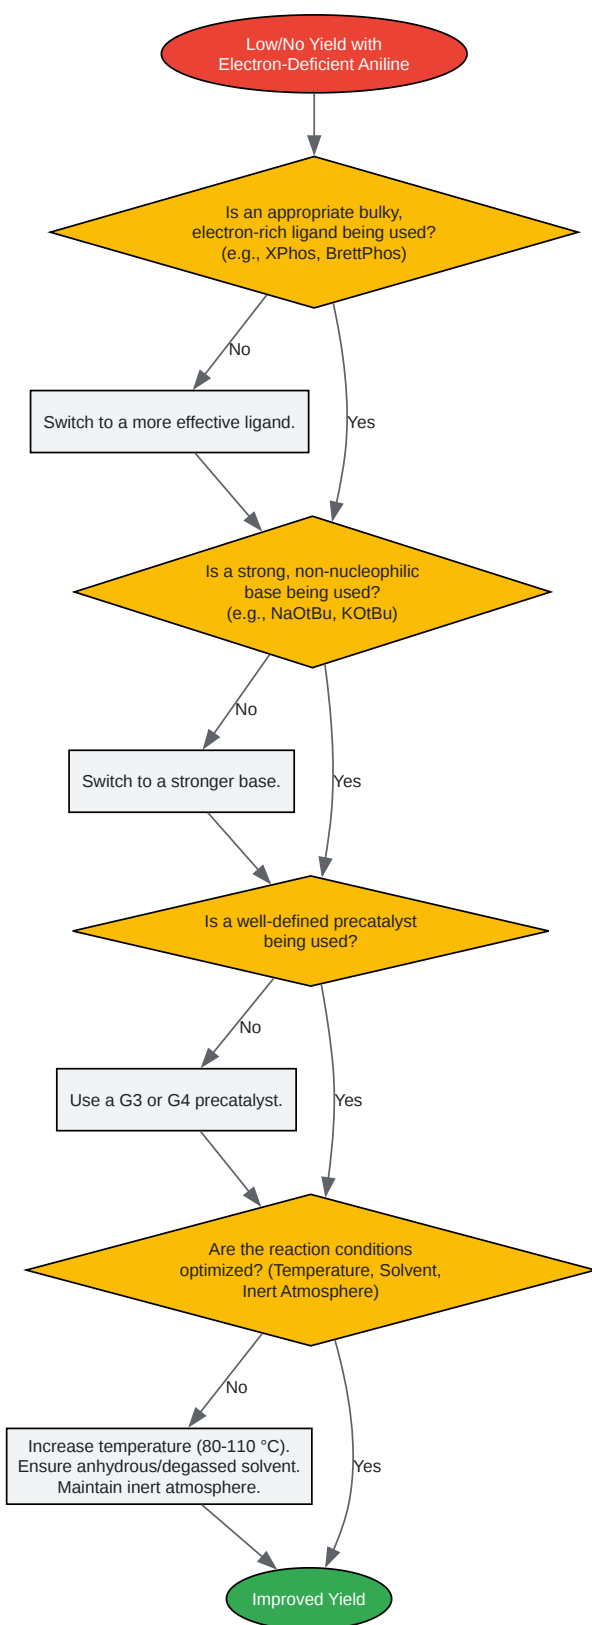 Low/No Yield with
Electron-Deficient Aniline
Is an appropriate bulky,
electron-rich ligand being used?
(e.g., XPhos, BrettPhos)
No
Switch to a more effective ligand.
Yes
Is a strong, non-nucleophilic
base being used?
(e.g., NaOtBu, KOtBu)
No
Switch to a stronger base.
Yes
Is a well-defined precatalyst
being used?
No
Use a G3 or G4 precatalyst.
Yes
Are the reaction conditions
optimized? (Temperature, Solvent,
Inert Atmosphere)
No
Increase temperature (80-110 °C).
Ensure anhydrous/degassed solvent.
Maintain inert atmosphere.
Yes
Improved Yield